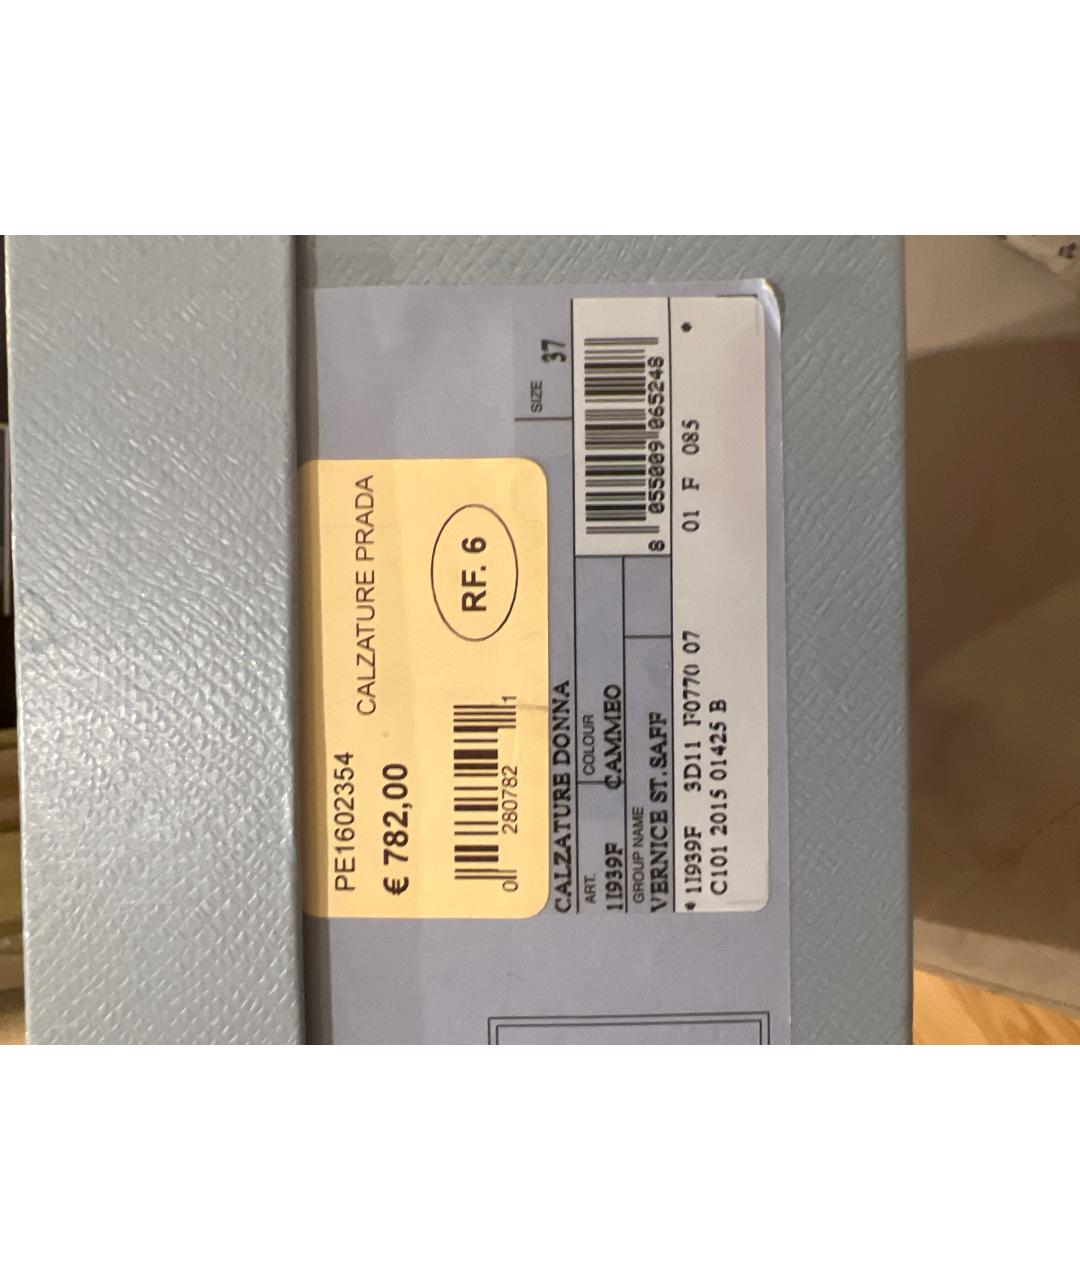 PE1602354
CALZATURE PRADA
€ 782,00
RF. 6
0 280782 1
CALZATURE DONNA
SIZE 37
ART.
COLOUR
1I939F
CAMMEO
GROUP NAME
VERNICE ST.SAFF
8 055009 065248
* 1I939F 3D11 F0770 07 01 F 085 *
C101 2015 01425 B